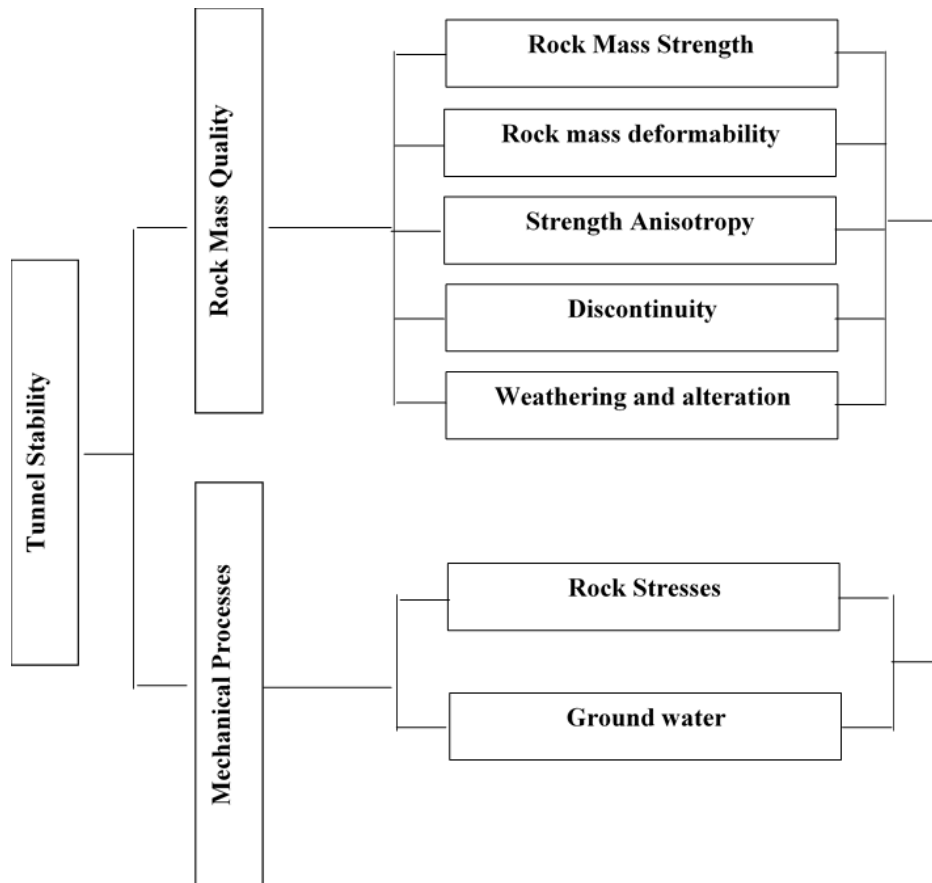 Tunnel Stability
Rock Mass Quality
Rock Mass Strength
Rock mass deformability
Strength Anisotropy
Discontinuity
Weathering and alteration
Mechanical Processes
Rock Stresses
Ground water